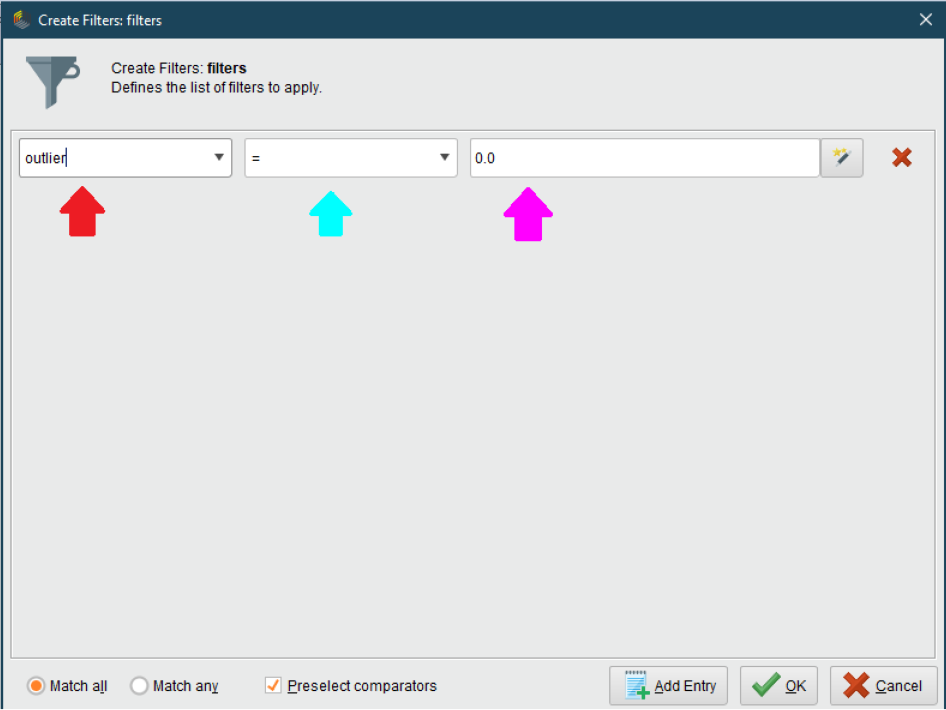 Create Filters: filters
Create Filters: filters
Defines the list of filters to apply.
outlier = 0.0
Match all Match any Preselect comparators Add Entry OK Cancel